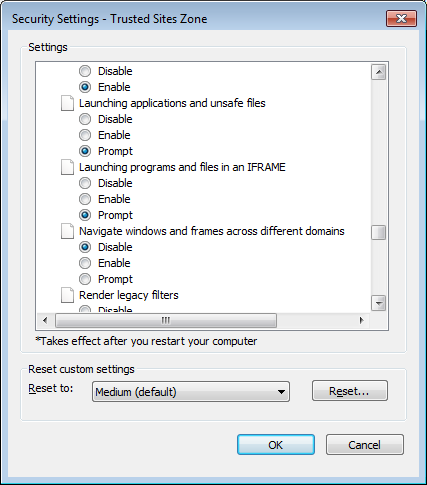 Security Settings - Trusted Sites Zone
Settings
Disable
Enable
Launching applications and unsafe files
Disable
Enable
Prompt
Launching programs and files in an IFRAME
Disable
Enable
Prompt
Navigate windows and frames across different domains
Disable
Enable
Prompt
Render legacy filters
Disable
*Takes effect after you restart your computer
Reset custom settings
Reset to: Medium (default) Reset...
OK Cancel